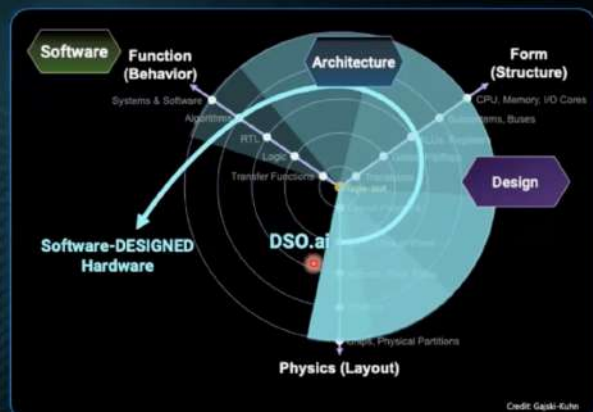 Software
Function
(Behavior)
Architecture
Form
(Structure)
Systems & Software
CPU, Memory, I/O Cores
Algorithms
Subsystems, Buses
RTL
Logic
Transfer Functions
Design
DSO.ai
Software-DESIGNED
Hardware
Physical Partitions
Physics (Layout)
Credit: Gajski-Kuhn